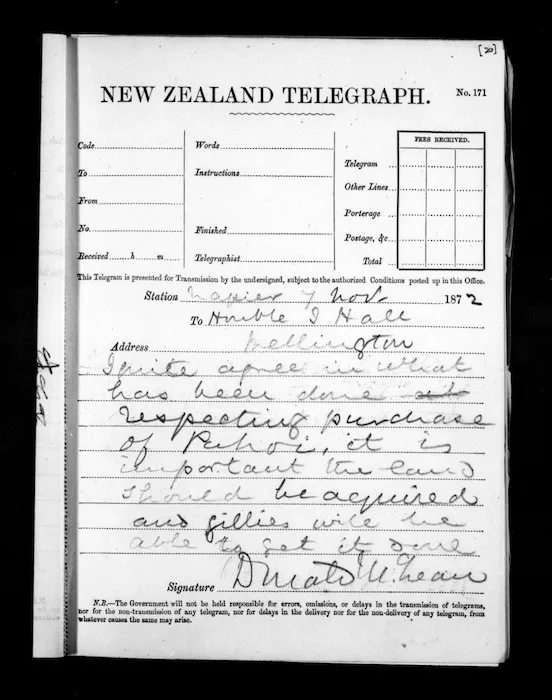 [20]
NEW ZEALAND TELEGRAPH. No. 171
Code
To
From
No.
Received h m
Words
Instructions
Finished
Telegraphist
FEES RECEIVED.
Telegram
Other Lines
Porterage
Postage, &c
Total
This Telegram is presented for Transmission by the undersigned, subject to the authorized Conditions posted up in this Office.
Station Napier 7 Nov 1872
To Honble J Hall
Address Wellington
I quite agree in what
has been done
respecting purchase
of Puhoi, it is
important the land
should be acquired
and Gillies will be
able to get it done
Signature Donald McLean
N.B.—The Government will not be held responsible for errors, omissions, or delays in the transmission of telegrams,
nor for the non-transmission of any telegram, nor for delays in the delivery nor for the non-delivery of any telegram, from
whatever causes the same may arise.